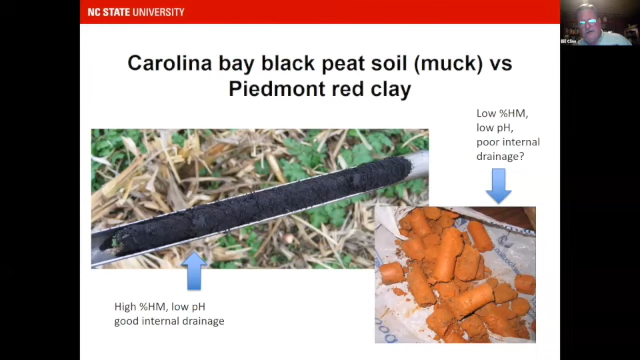 NC STATE UNIVERSITY
Carolina bay black peat soil (muck) vs
Piedmont red clay
Low %HM,
low pH,
poor internal
drainage?
High %HM, low pH
good internal drainage